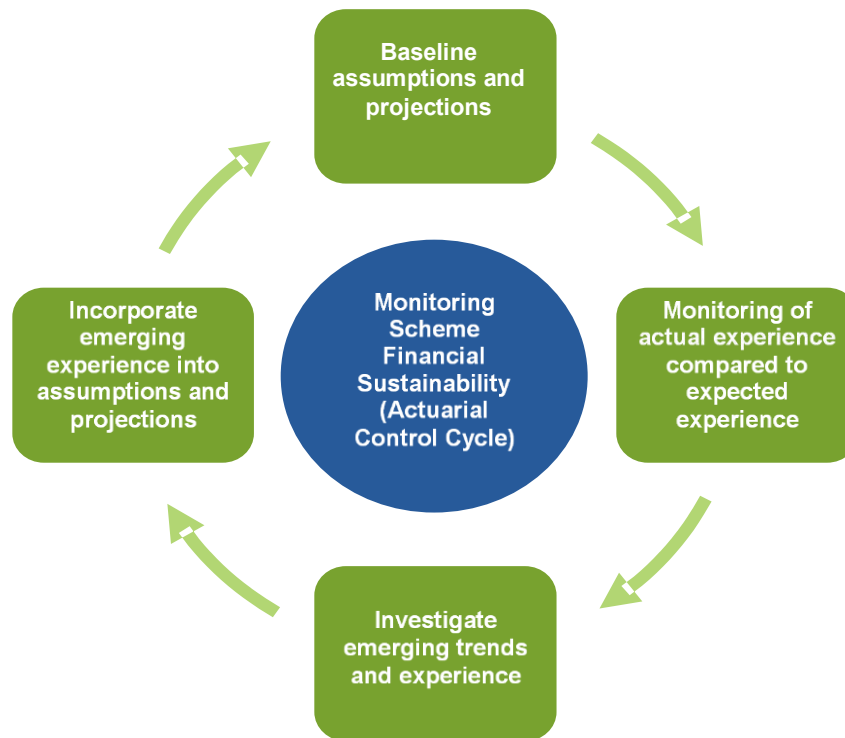 Baseline
assumptions and
projections
Incorporate
emerging
experience into
assumptions and
projections
Monitoring
Scheme
Financial
Sustainability
(Actuarial
Control Cycle)
Monitoring of
actual experience
compared to
expected
experience
Investigate
emerging trends
and experience